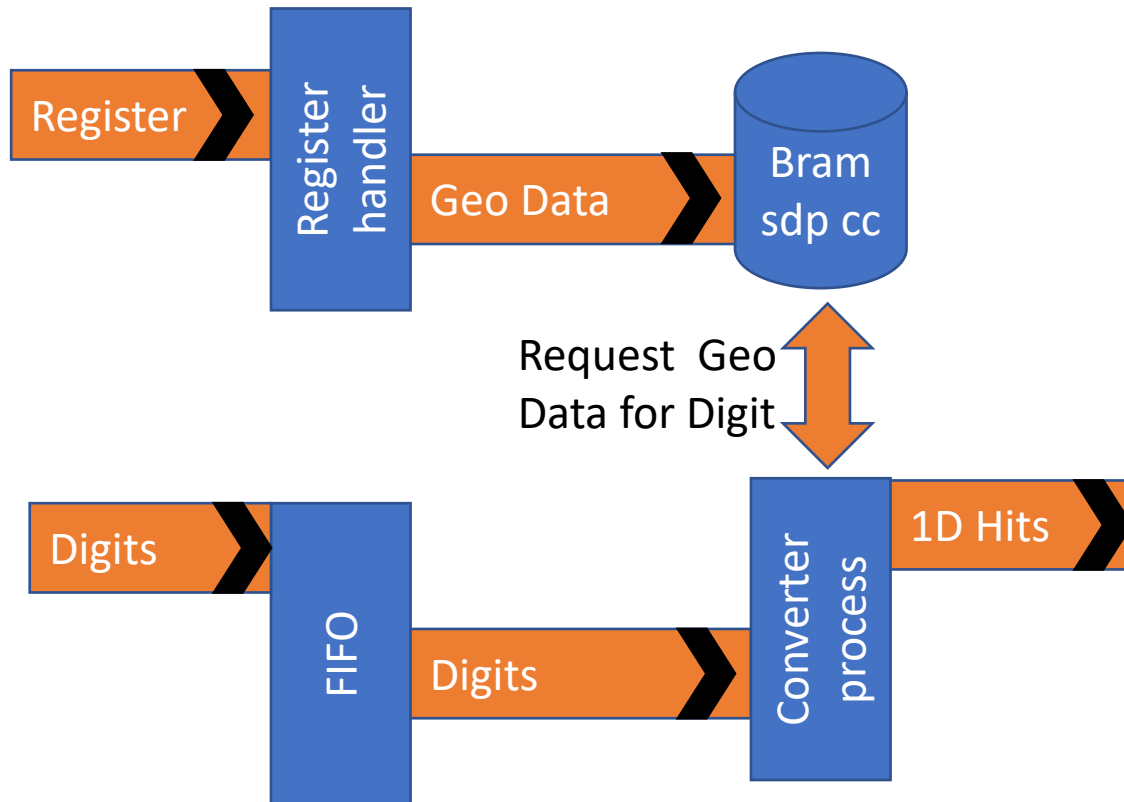 Register
Register
handler
Geo Data
Bram
sdp cc
Request Geo
Data for Digit
Digits
FIFO
Digits
Converter
process
1D Hits